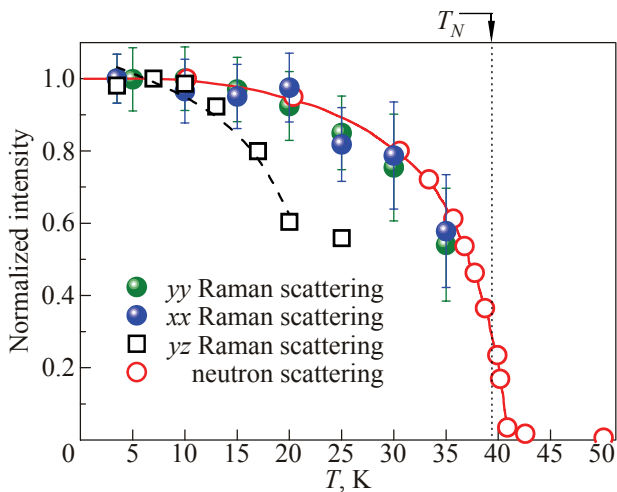 T_N
1.0
0.8
0.6
0.4
0.2
0
Normalized intensity
yy Raman scattering
xx Raman scattering
yz Raman scattering
neutron scattering
0 5 10 15 20 25 30 35 40 45 50
T, K